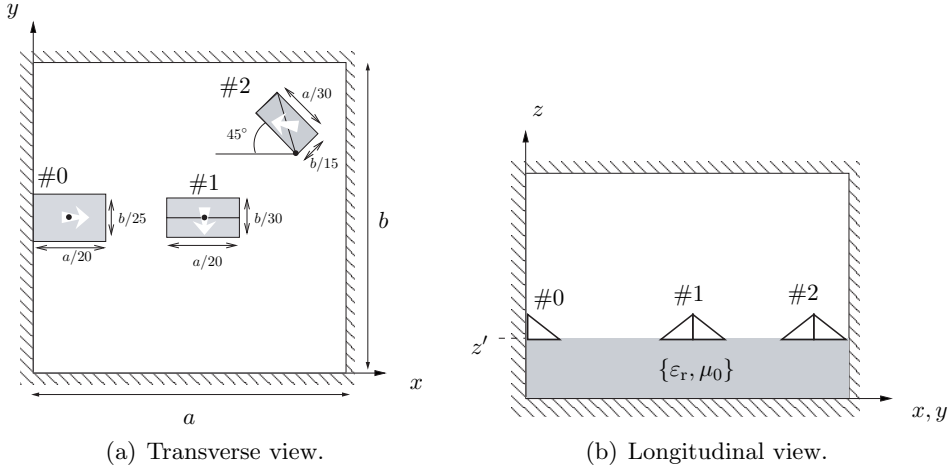 y
#2
a/30
45°
b/15
#0
#1
b/25
b/30
b
a/20
a/20
x
a
(a) Transverse view.
z
#0
#1
#2
z′
{εr, μ0}
x, y
(b) Longitudinal view.